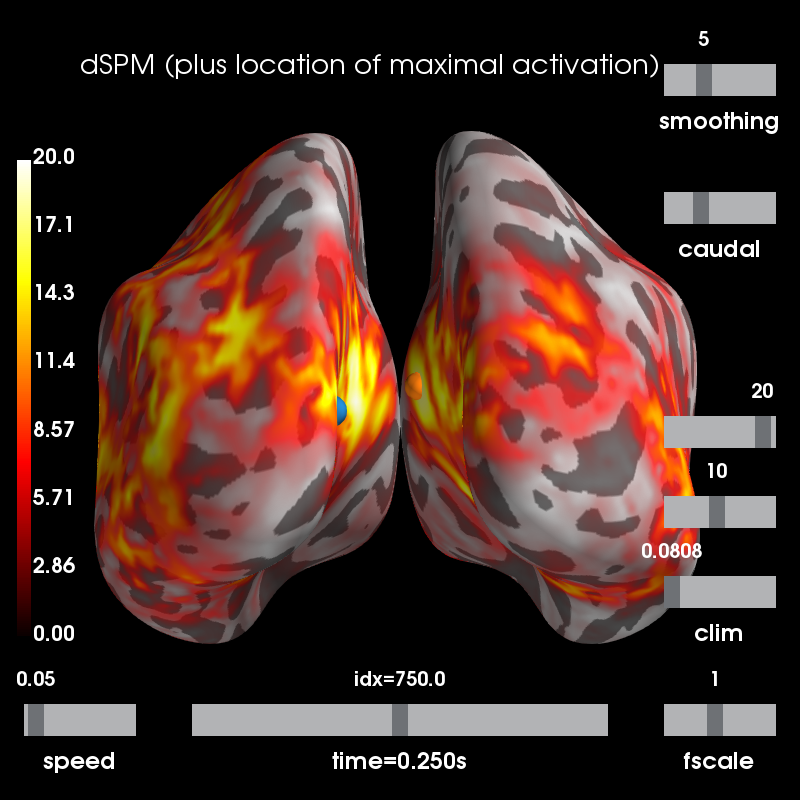 5
dSPM (plus location of maximal activation)
smoothing
20.0
17.1
caudal
14.3
11.4
20
8.57
10
5.71
0.0808
2.86
0.00
clim
0.05
idx=750.0
1
speed
time=0.250s
fscale